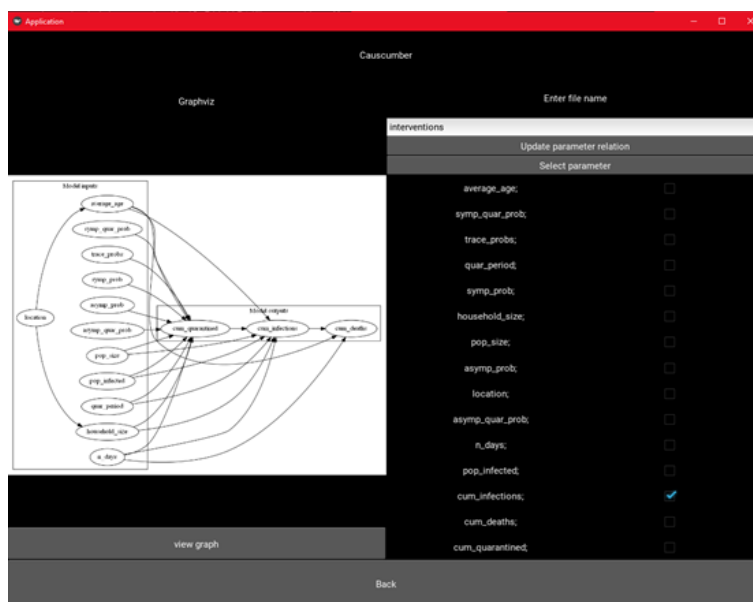 Application
Causcumber
Graphviz
Enter file name
interventions
Update parameter relation
Select parameter
Model inputs
average_age
symp_quar_prob
trace_probs
symp_prob
asymp_prob
location
asymp_quar_prob
pop_size
pop_infected
quar_period
household_size
n_days
Model outputs
cum_quarantined
cum_infections
cum_deaths
average_age;
symp_quar_prob;
trace_probs;
quar_period;
symp_prob;
household_size;
pop_size;
asymp_prob;
location;
asymp_quar_prob;
n_days;
pop_infected;
cum_infections;
cum_deaths;
cum_quarantined;
view graph
Back